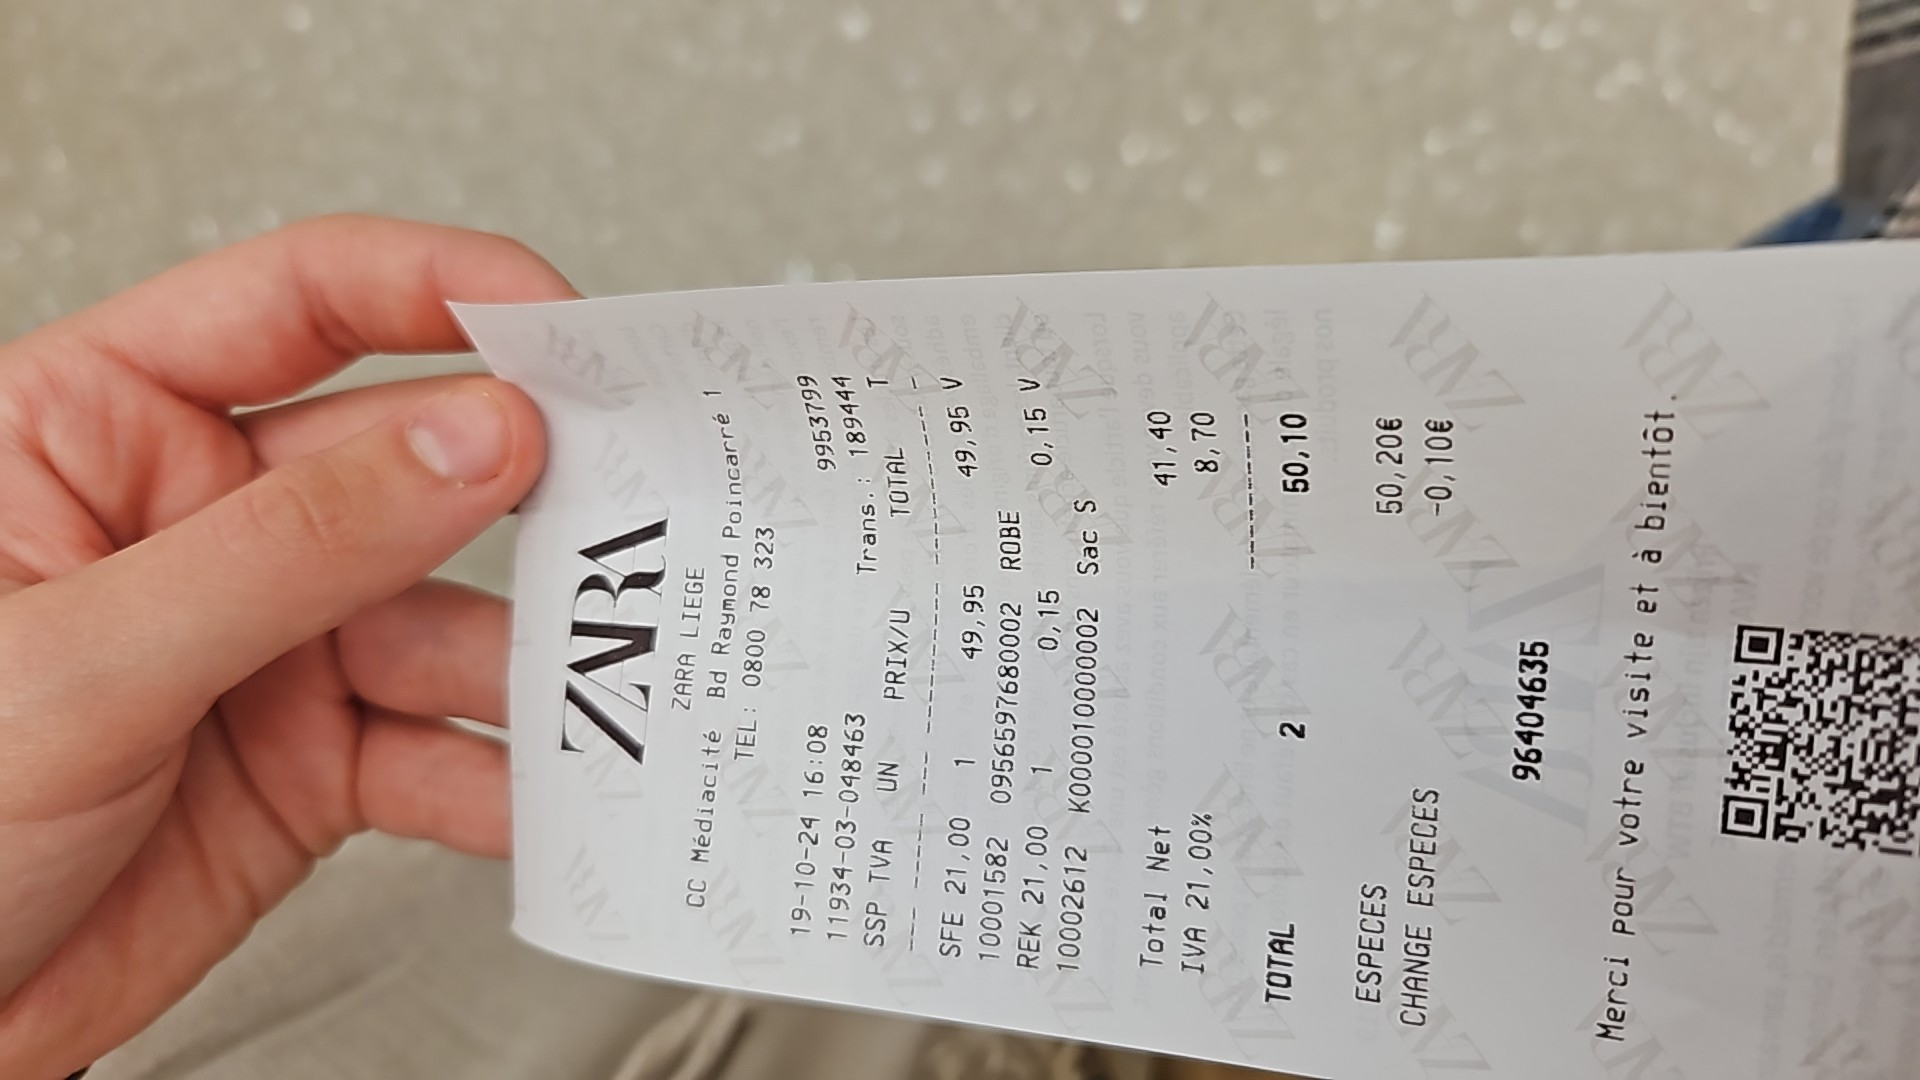 ZARA
ZARA LIEGE
CC Médiacité Bd Raymond Poincarré 1
TEL: 0800 78 323
19-10-24 16:08 9953799
11934-03-048463 Trans.: 189444
SSP TVA UN PRIX/U TOTAL T
SFE 21,00 1 49,95 49,95 V
10001582 09565976800002 ROBE
REK 21,00 1 0,15 0,15 V
10002612 K0000100000002 Sac S
Total Net 41,40
IVA 21,00% 8,70
TOTAL 2 50,10
ESPECES 50,20€
CHANGE ESPECES -0,10€
96404635
Merci pour votre visite et à bientôt.